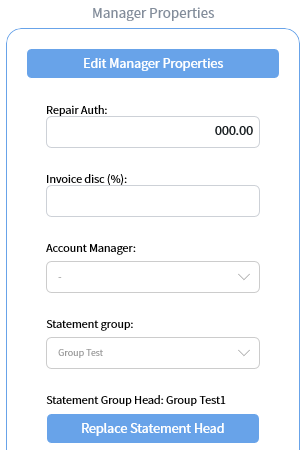 Manager Properties
Edit Manager Properties
Repair Auth:
000.00
Invoice disc (%):
Account Manager:
-
Statement group:
Group Test
Statement Group Head: Group Test1
Replace Statement Head